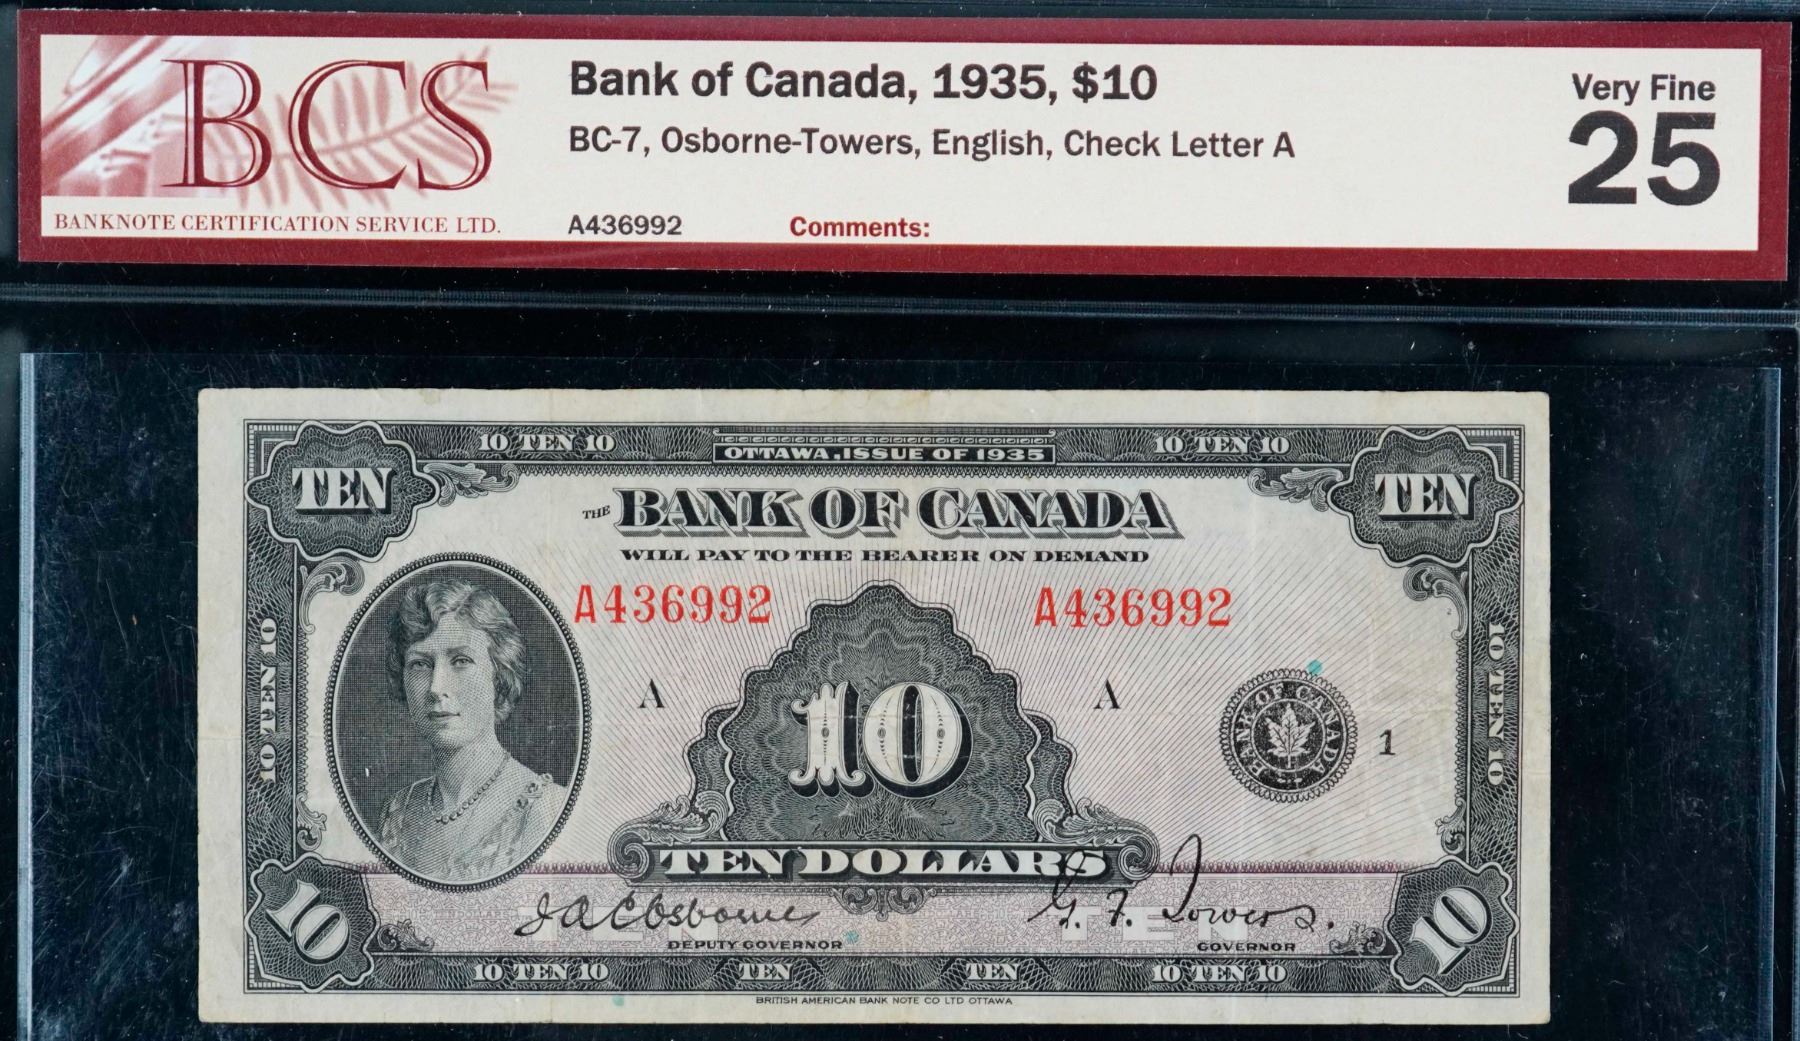 BCS
BANKNOTE CERTIFICATION SERVICE LTD.
Bank of Canada, 1935, $10
BC-7, Osborne-Towers, English, Check Letter A
A436992
Comments:
Very Fine
25
10 TEN 10
OTTAWA, ISSUE OF 1935
10 TEN 10
TEN
TEN
THE BANK OF CANADA
WILL PAY TO THE BEARER ON DEMAND
A436992
A436992
10 TEN 10
10 TEN 10
A
A
10
BANK OF CANADA
1
TEN DOLLARS
J.A.C. Osborne
G. F. Towers.
TEN
TEN
DEPUTY GOVERNOR
GOVERNOR
10
10
10 TEN 10
TEN
TEN
10 TEN 10
BRITISH AMERICAN BANK NOTE CO LTD OTTAWA